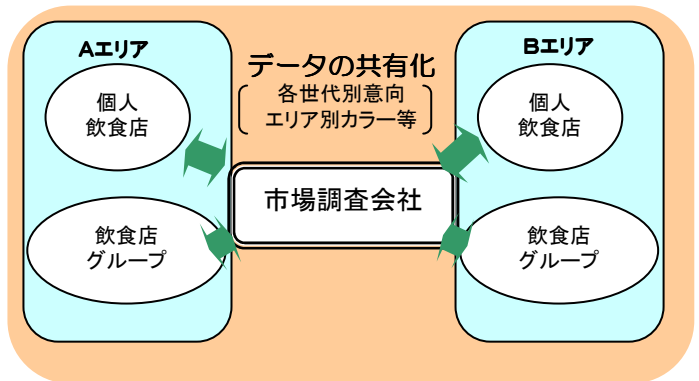 Aエリア
個人
飲食店
飲食店
グループ
データの共有化
各世代別意向
エリア別カラー等
市場調査会社
Bエリア
個人
飲食店
飲食店
グループ